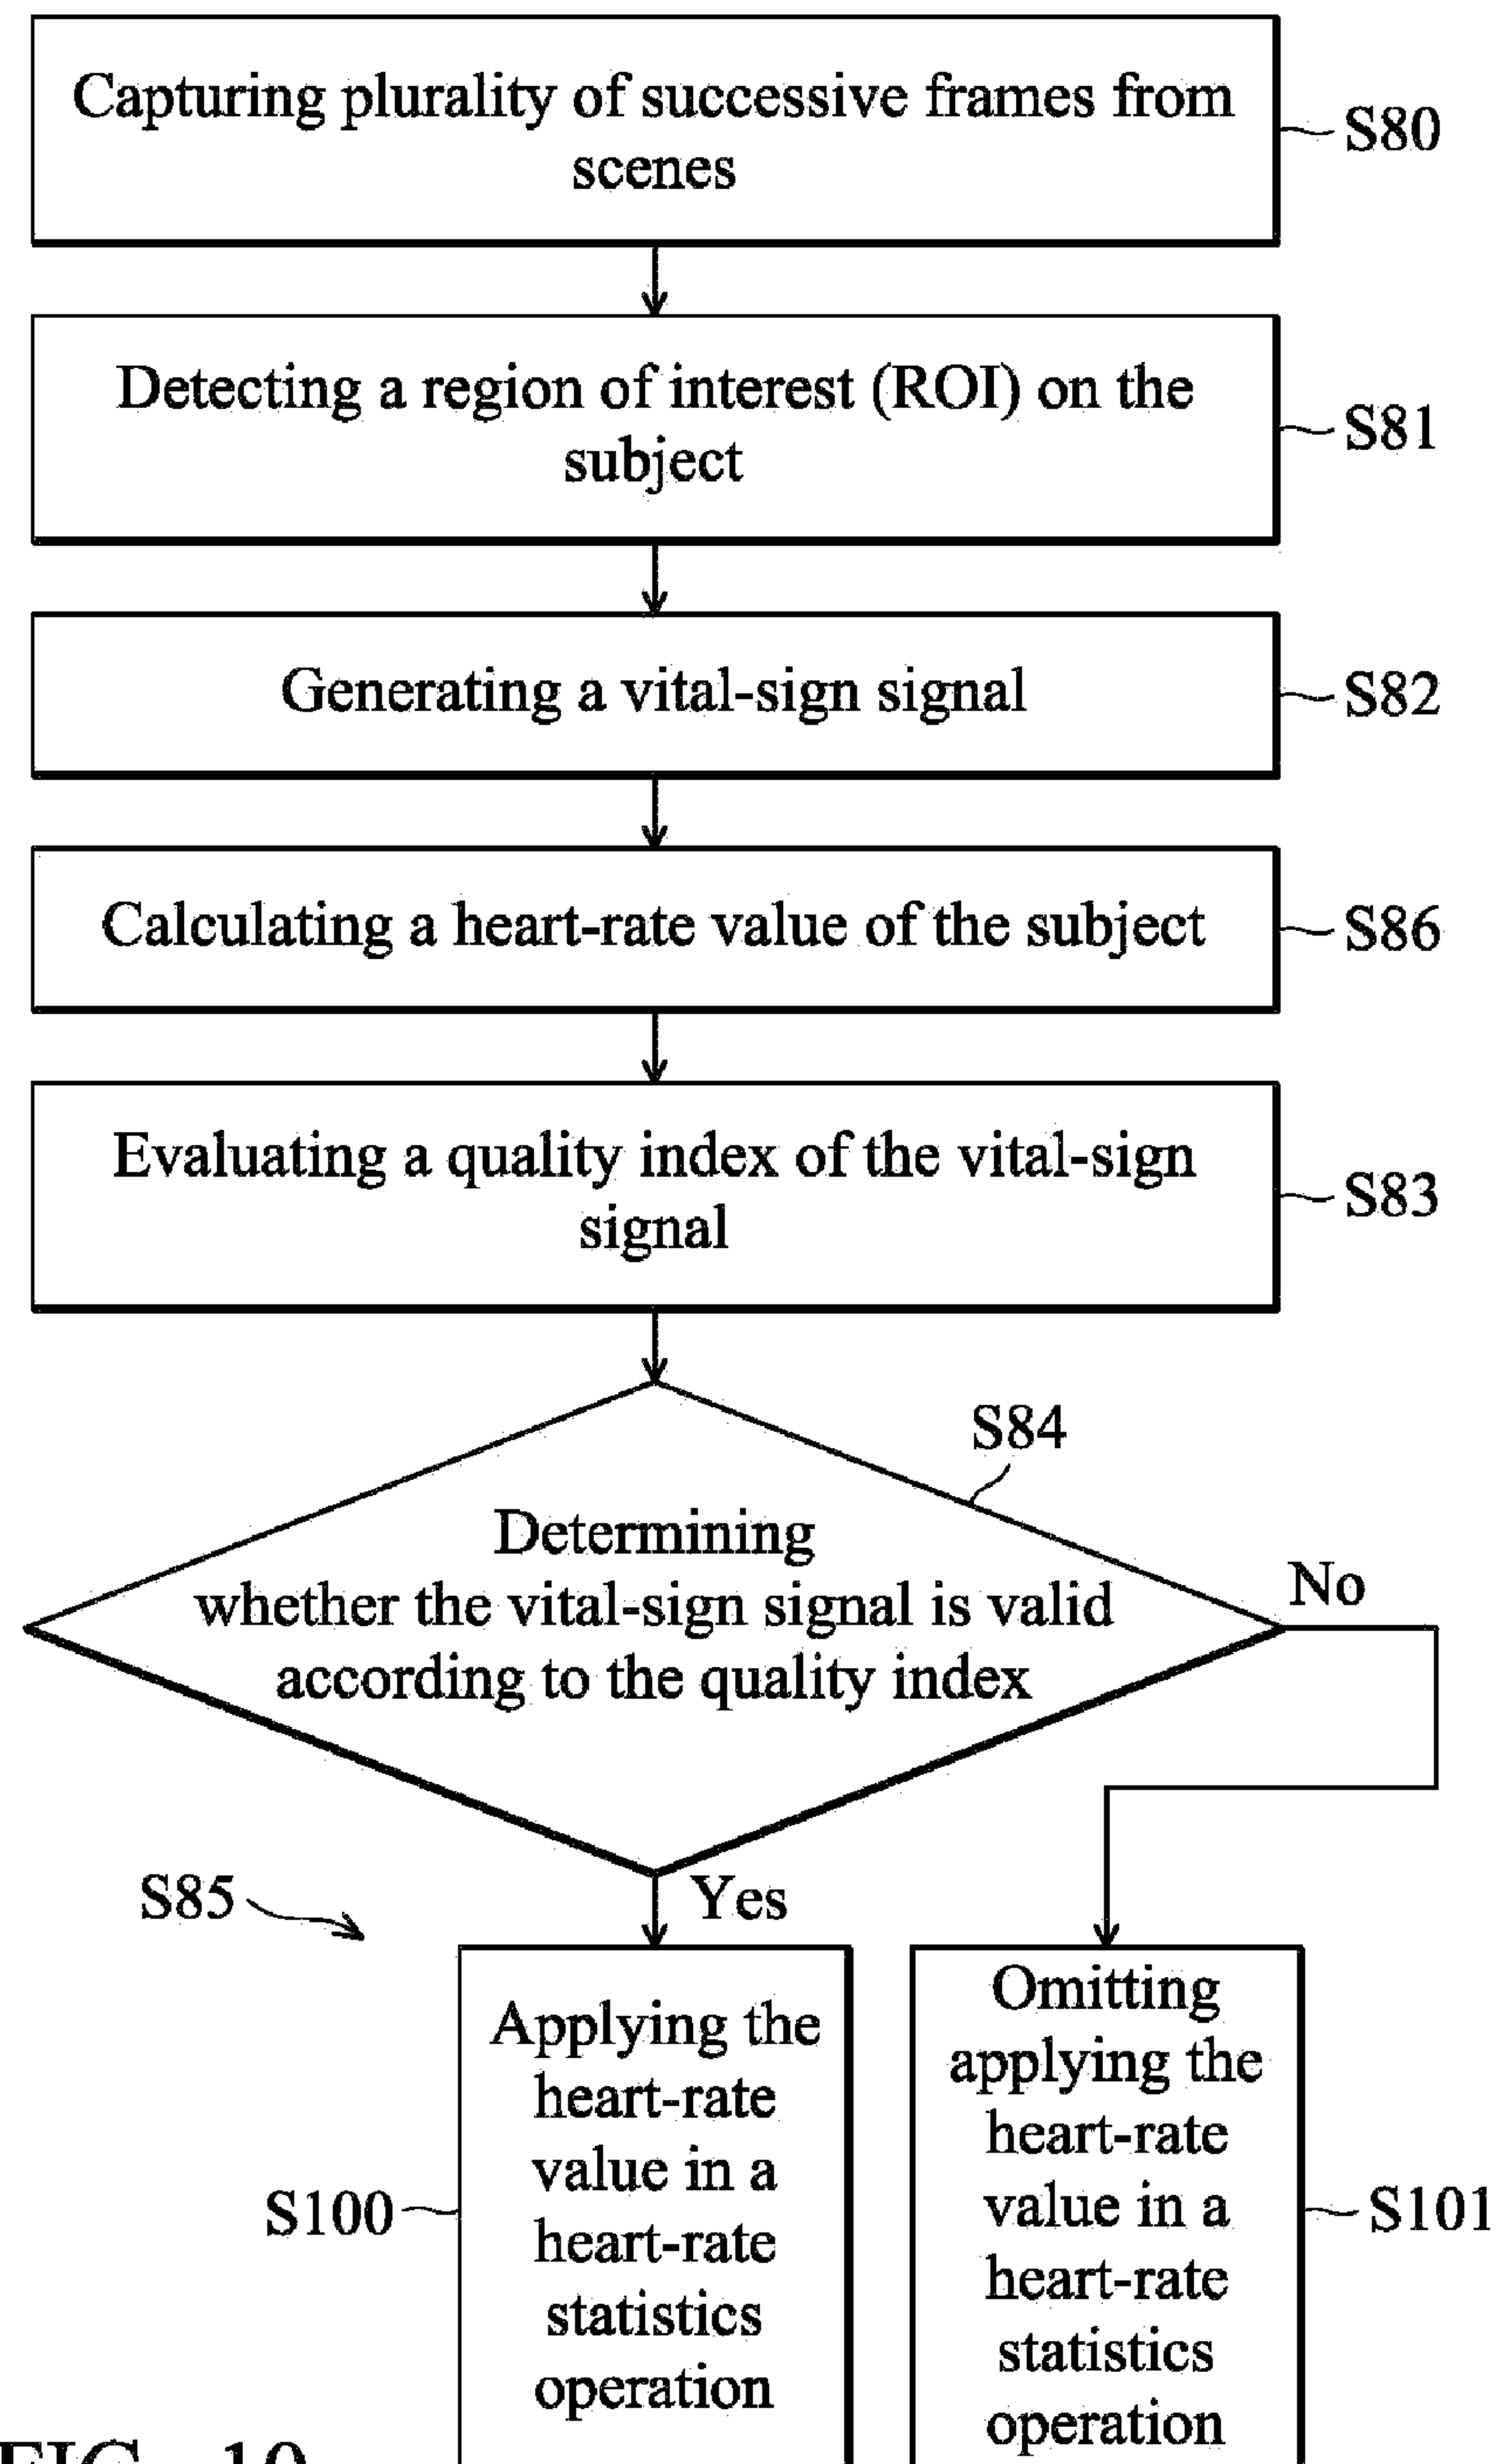 Capturing plurality of successive frames from
scenes
S80
Detecting a region of interest (ROI) on the
subject
S81
Generating a vital-sign signal
S82
Calculating a heart-rate value of the subject
S86
Evaluating a quality index of the vital-sign
signal
S83
S84
Determining
whether the vital-sign signal is valid
according to the quality index
No
Yes
S85
Applying the
heart-rate
value in a
heart-rate
statistics
operation
S100
Omitting
applying the
heart-rate
value in a
heart-rate
statistics
operation
S101
FIG. 10